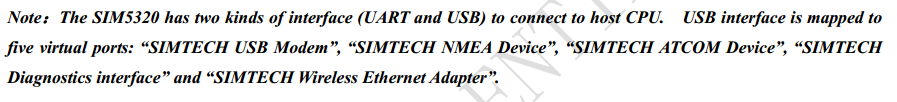 Note：The SIM5320 has two kinds of interface (UART and USB) to connect to host CPU. USB interface is mapped to
five virtual ports: “SIMTECH USB Modem”, “SIMTECH NMEA Device”, “SIMTECH ATCOM Device”, “SIMTECH
Diagnostics interface” and “SIMTECH Wireless Ethernet Adapter”.